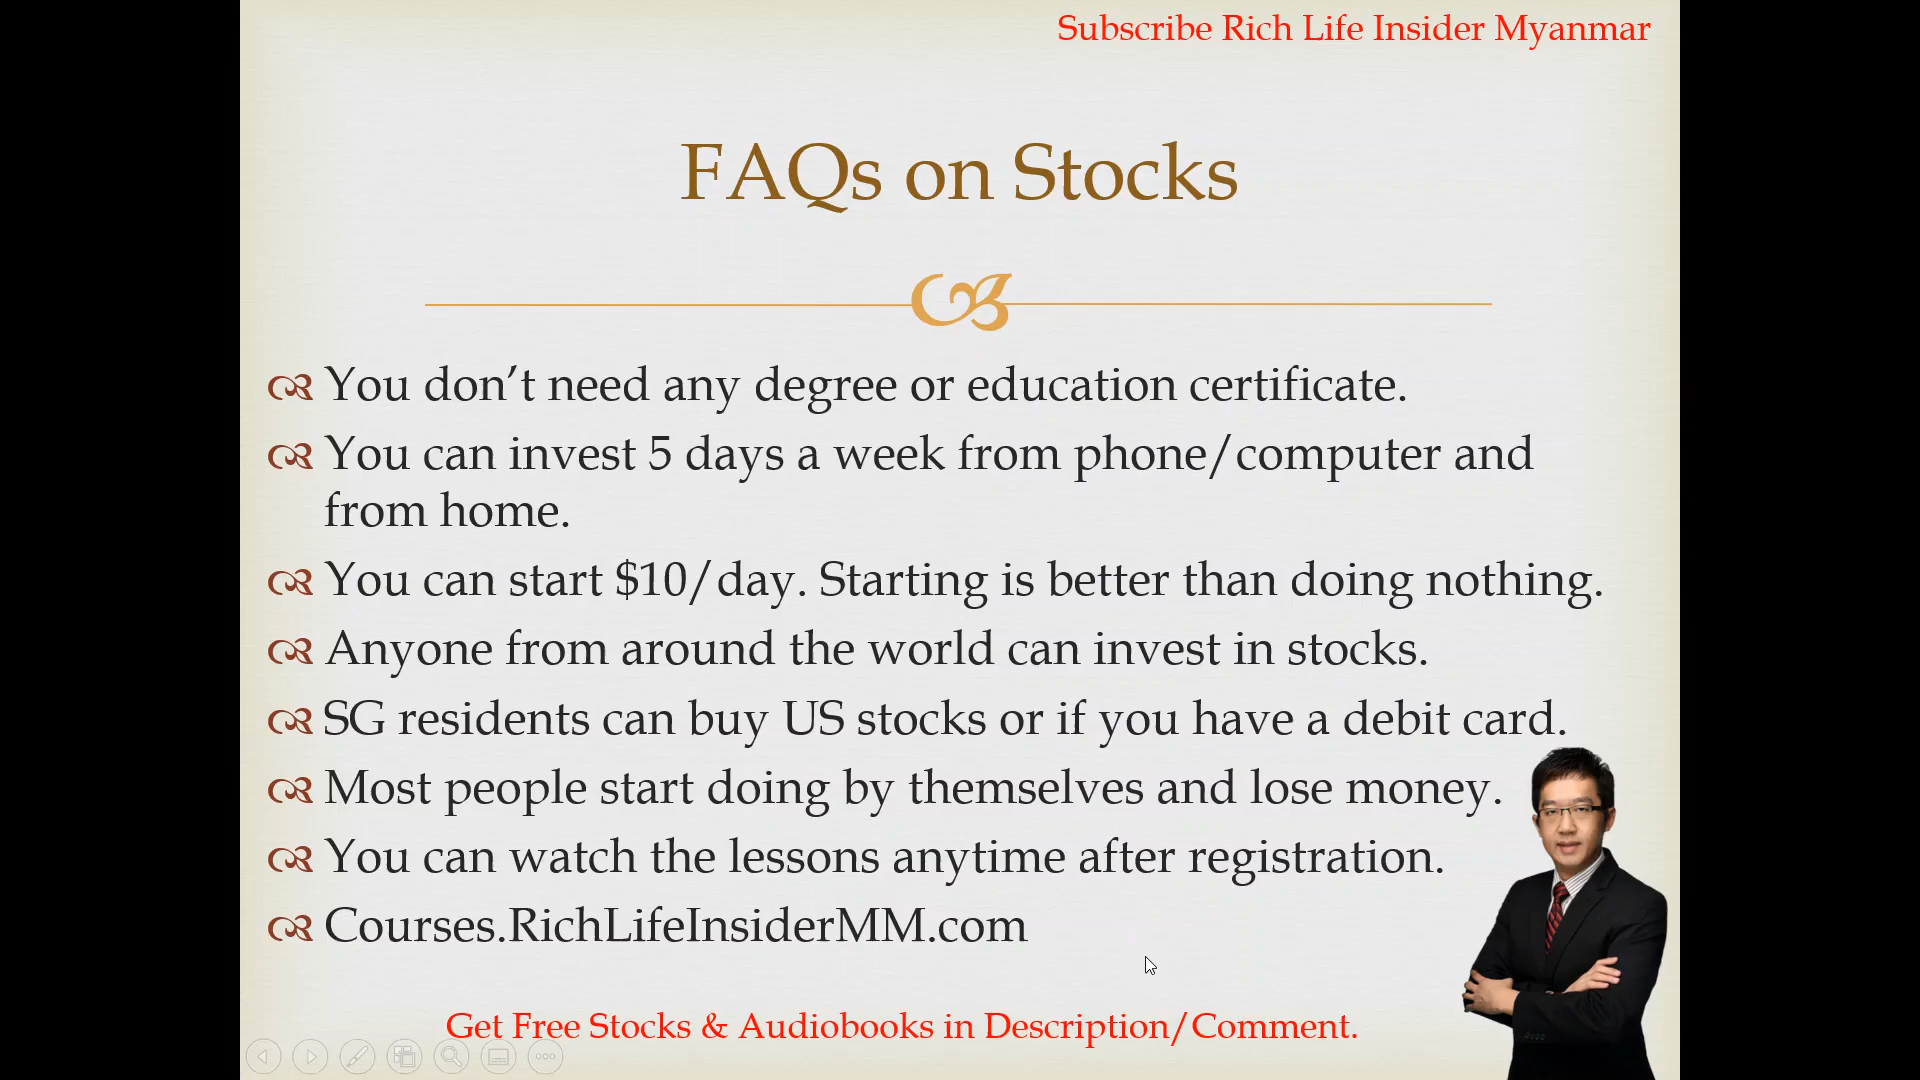 Subscribe Rich Life Insider Myanmar
FAQs on Stocks
You don’t need any degree or education certificate.
You can invest 5 days a week from phone/computer and
from home.
You can start $10/day. Starting is better than doing nothing.
Anyone from around the world can invest in stocks.
SG residents can buy US stocks or if you have a debit card.
Most people start doing by themselves and lose money.
You can watch the lessons anytime after registration.
Courses.RichLifeInsiderMM.com
Get Free Stocks & Audiobooks in Description/Comment.